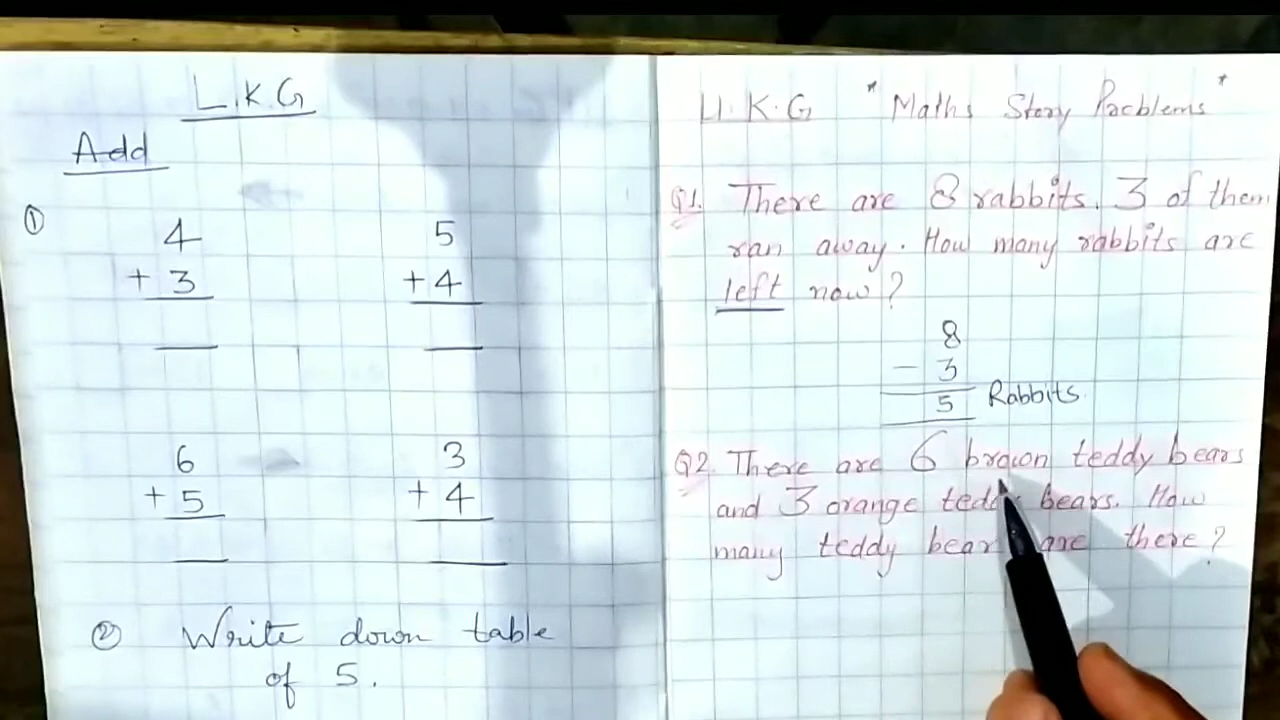 L.K.G
Add
① 4 5
+ 3 + 4
6 3
+ 5 + 4
② Write down table
of 5.
U.K.G "Maths Story Problems"
Q1. There are 8 rabbits. 3 of them
ran away. How many rabbits are
left now?
8
- 3
5 Rabbits
Q2. There are 6 brown teddy bears
and 3 orange teddy bears. How
many teddy bear are there?